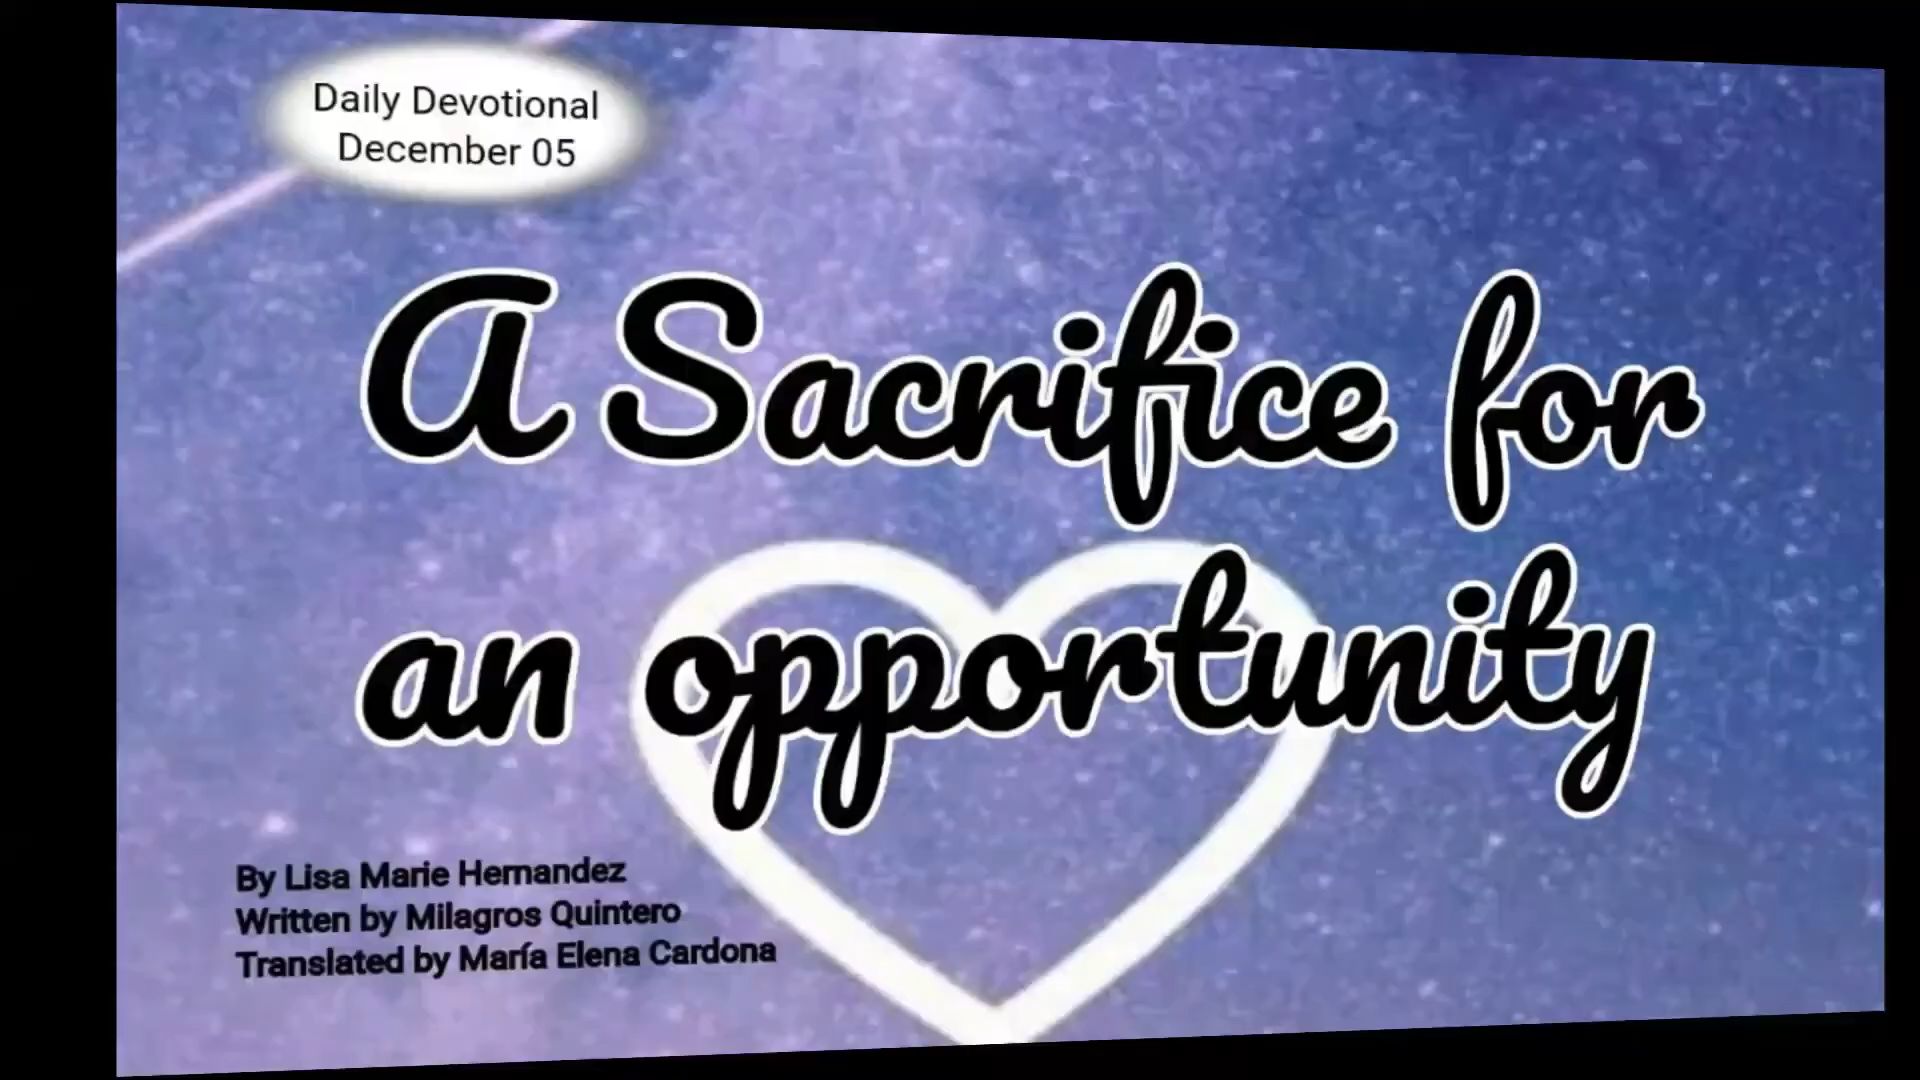 Daily Devotional
December 05
A Sacrifice for
an opportunity
By Lisa Marie Hernandez
Written by Milagros Quintero
Translated by María Elena Cardona